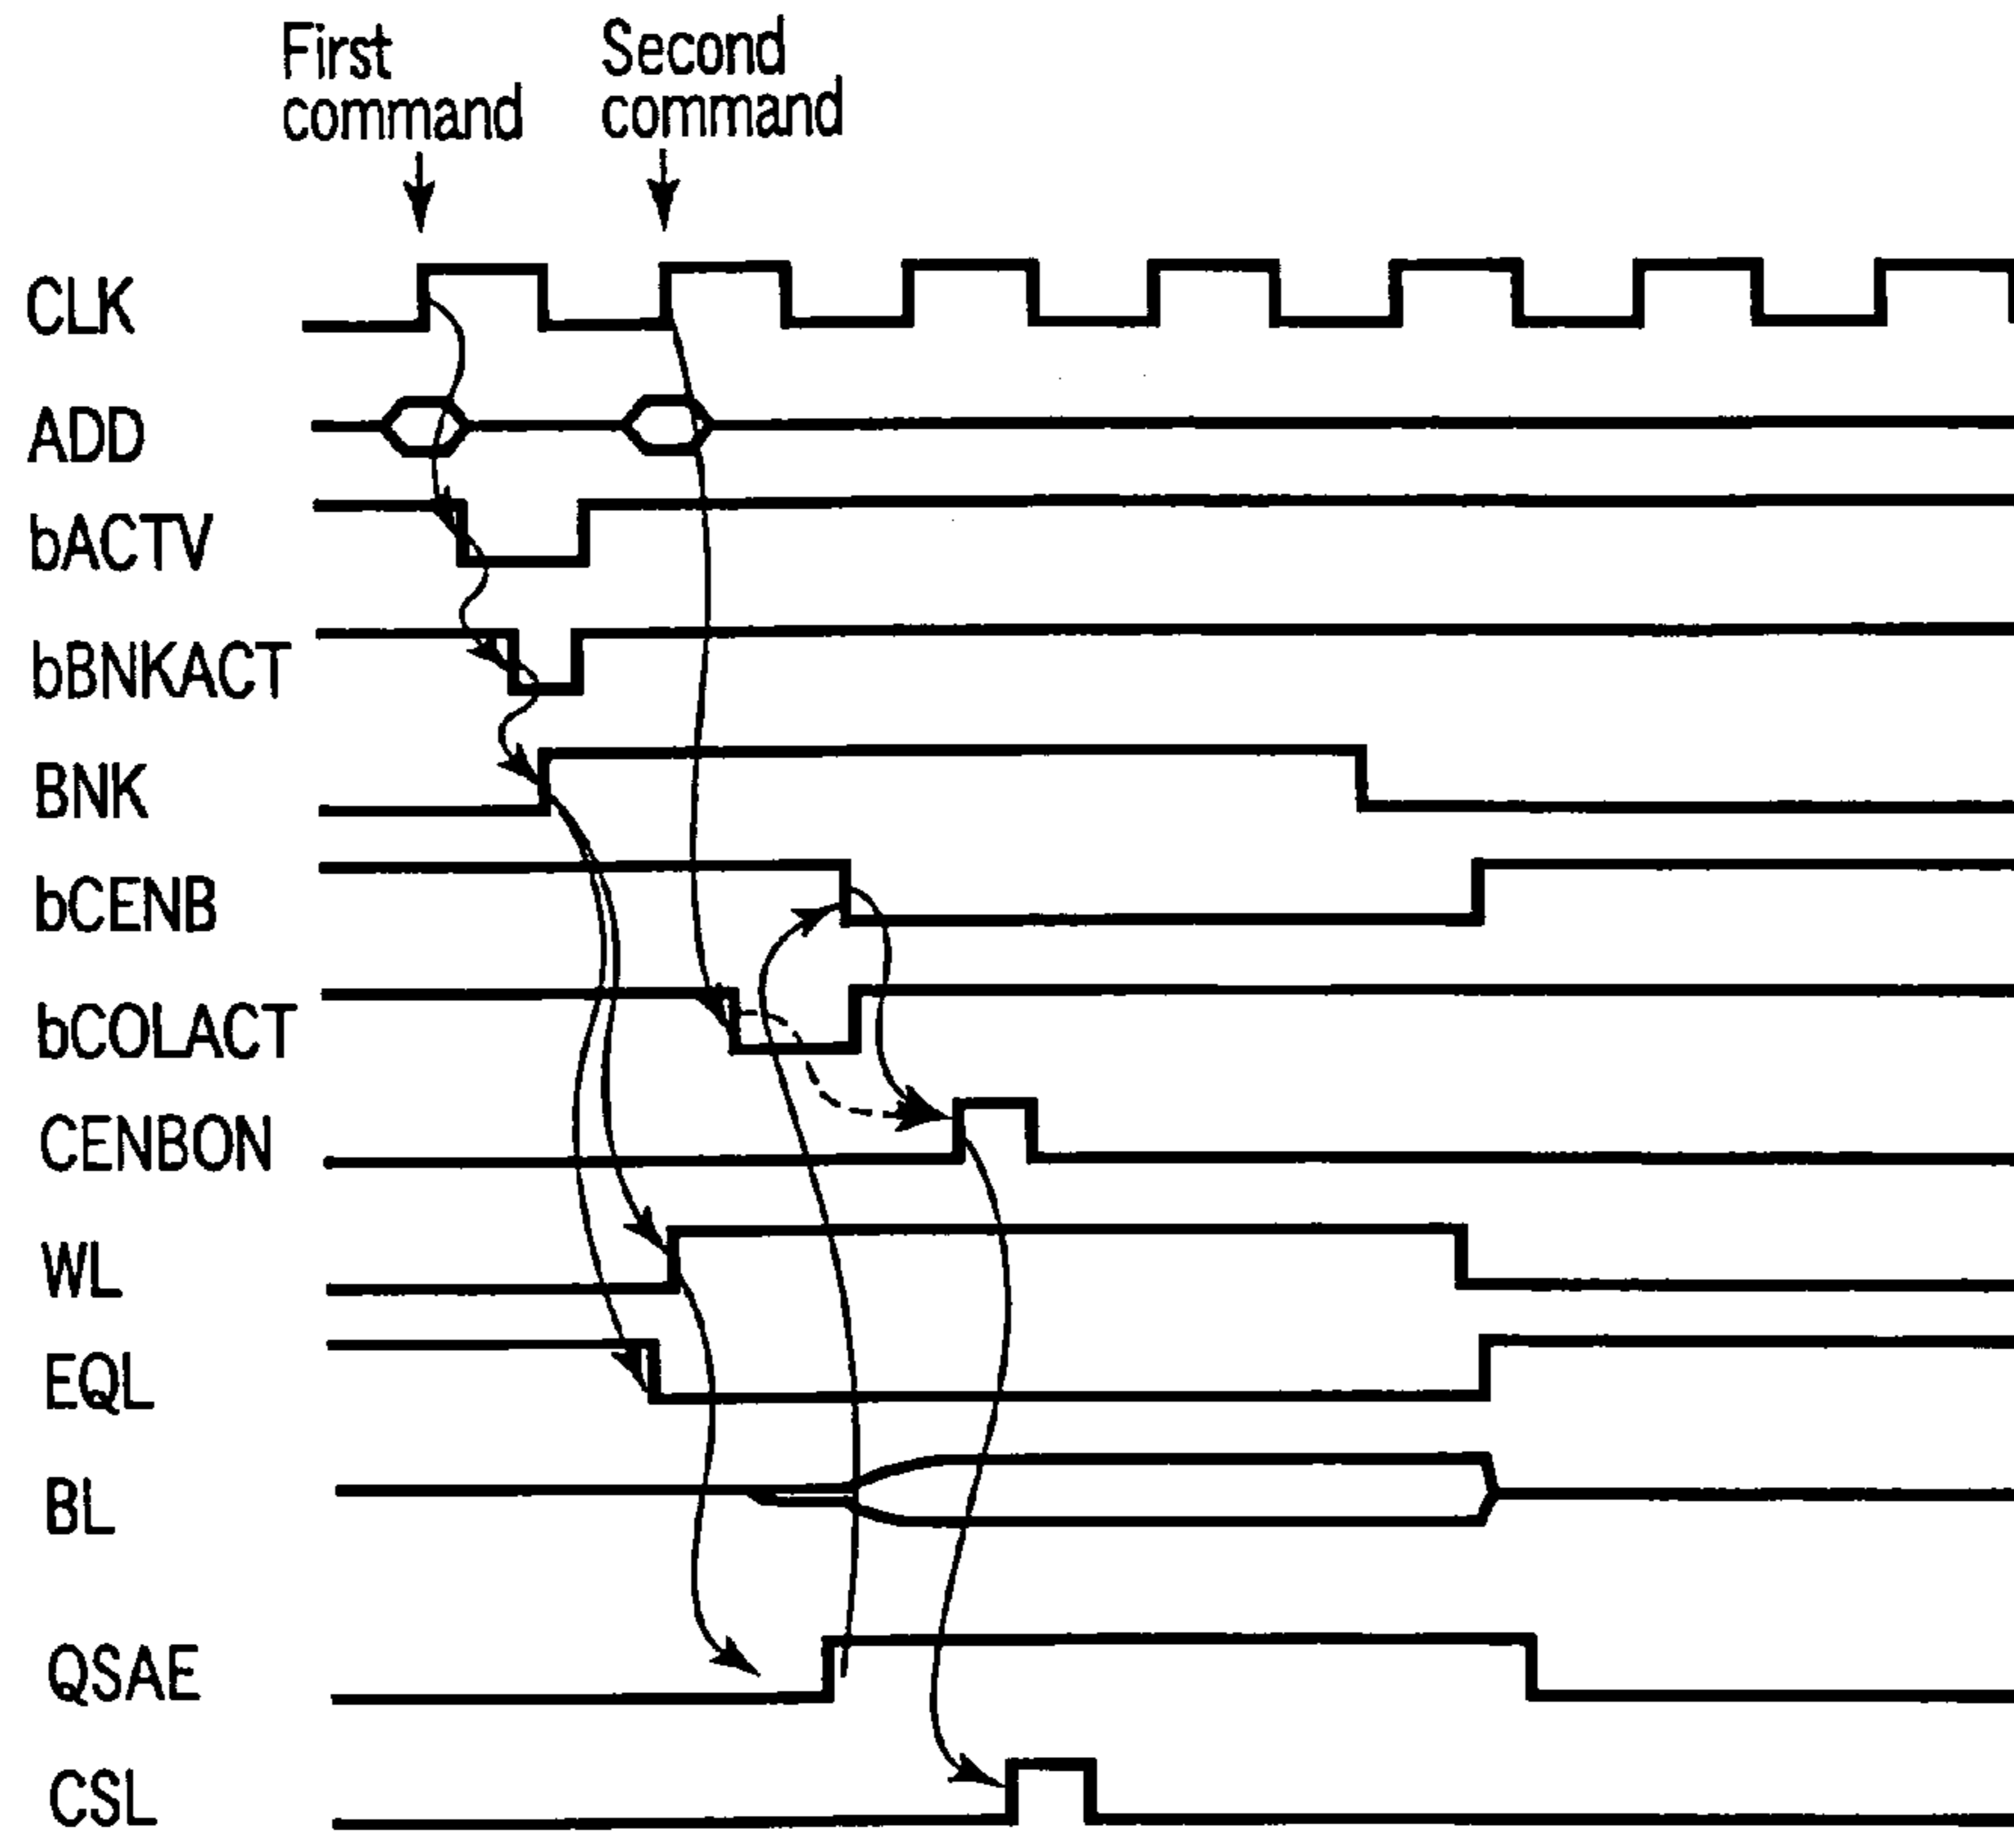 First
command
Second
command
CLK
ADD
bACTV
bBNKACT
BNK
bCENB
bCOLACT
CENBON
WL
EQL
BL
QSAE
CSL